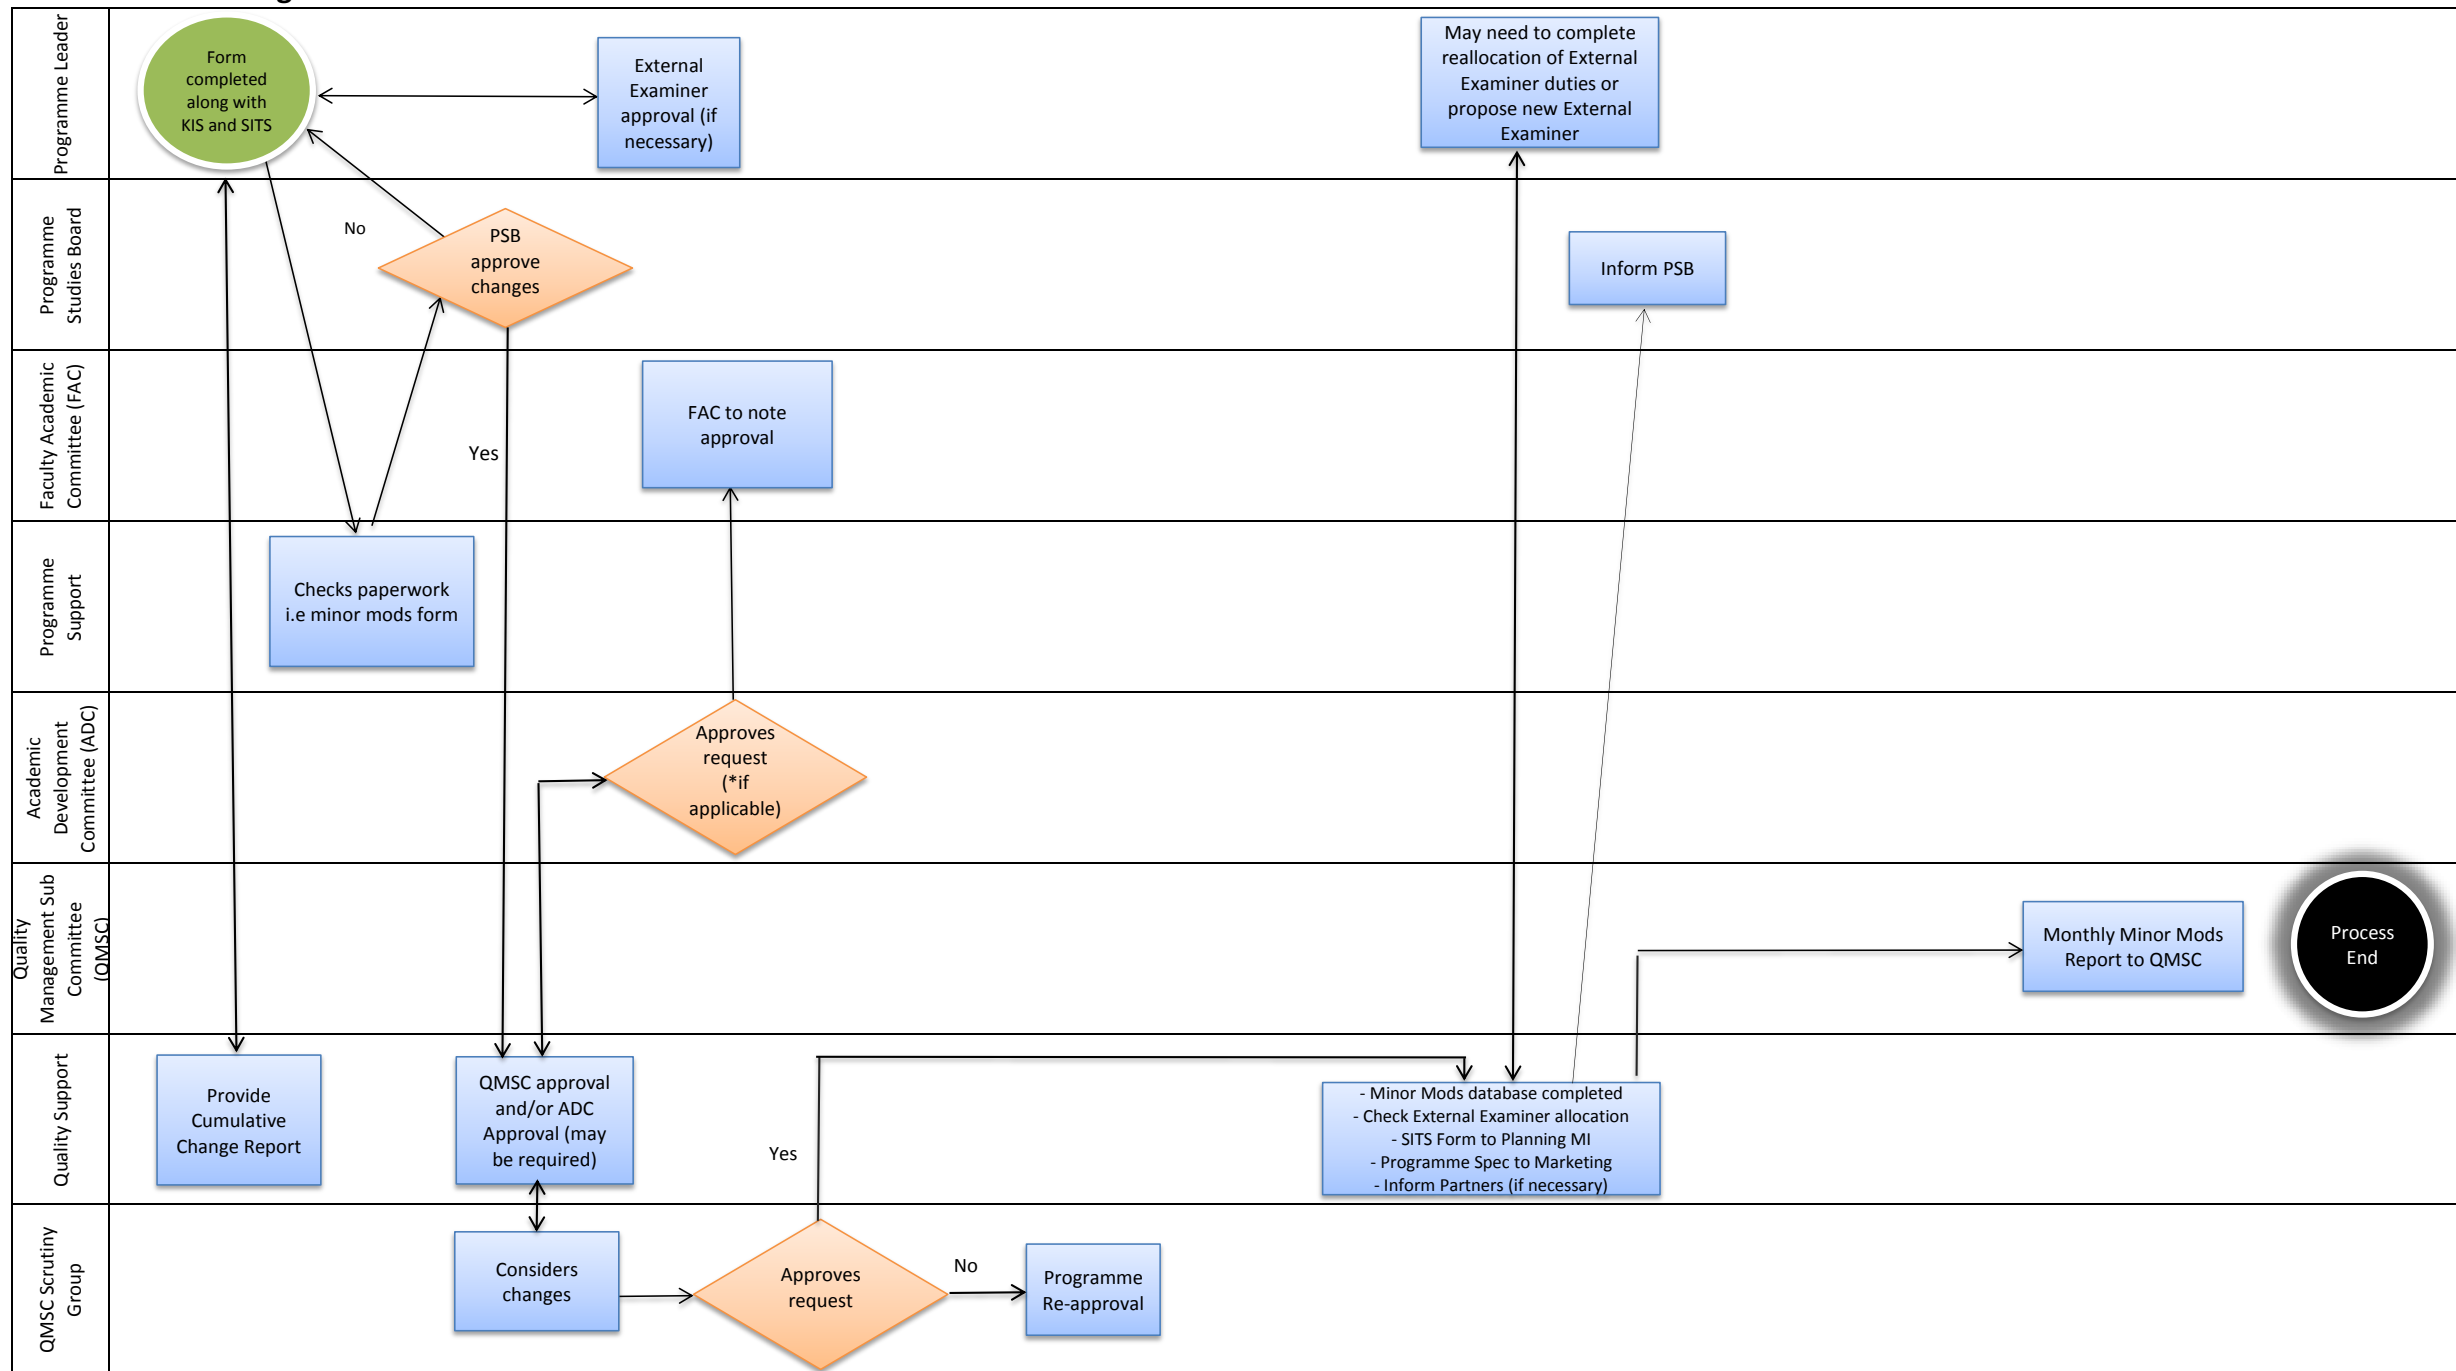 Programme Leader
Form
completed
along with
KIS and SITS
External
Examiner
approval (if
necessary)
May need to complete
reallocation of External
Examiner duties or
propose new External
Examiner
Programme
Studies Board
No
PSB
approve
changes
Inform PSB
Faculty Academic
Committee (FAC)
Yes
FAC to note
approval
Programme
Support
Checks paperwork
i.e minor mods form
Academic
Development
Committee (ADC)
Approves
request
(*if
applicable)
Quality
Management Sub
Committee
(QMSC)
Monthly Minor Mods
Report to QMSC
Process
End
Quality Support
Provide
Cumulative
Change Report
QMSC approval
and/or ADC
Approval (may
be required)
Yes
- Minor Mods database completed
- Check External Examiner allocation
- SITS Form to Planning MI
- Programme Spec to Marketing
- Inform Partners (if necessary)
QMSC Scrutiny
Group
Considers
changes
Approves
request
No
Programme
Re-approval